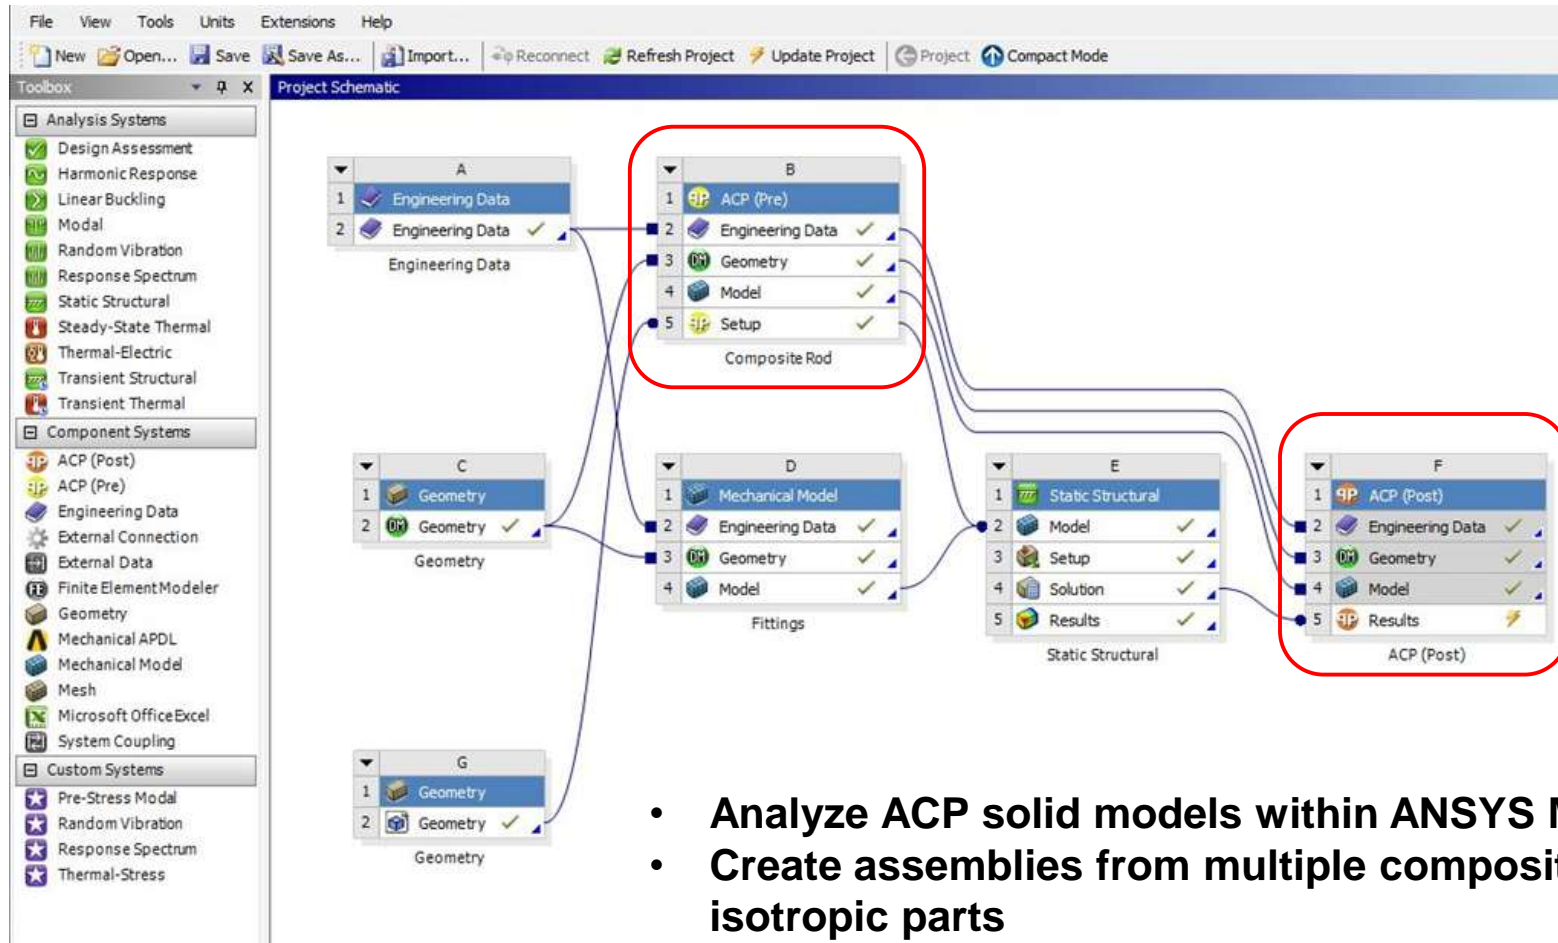 File View Tools Units Extensions Help
New Open... Save Save As... Import... Reconnect Refresh Project Update Project Project Compact Mode
Toolbox
Analysis Systems
Design Assessment
Harmonic Response
Linear Buckling
Modal
Random Vibration
Response Spectrum
Static Structural
Steady-State Thermal
Thermal-Electric
Transient Structural
Transient Thermal
Component Systems
ACP (Post)
ACP (Pre)
Engineering Data
External Connection
External Data
Finite Element Modeler
Geometry
Mechanical APDL
Mechanical Model
Mesh
Microsoft Office Excel
System Coupling
Custom Systems
Pre-Stress Modal
Random Vibration
Response Spectrum
Thermal-Stress
Project Schematic
A
1 Engineering Data
2 Engineering Data
Engineering Data
B
1 ACP (Pre)
2 Engineering Data
3 Geometry
4 Model
5 Setup
Composite Rod
C
1 Geometry
2 Geometry
Geometry
D
1 Mechanical Model
2 Engineering Data
3 Geometry
4 Model
Fittings
E
1 Static Structural
2 Model
3 Setup
4 Solution
5 Results
Static Structural
F
1 ACP (Post)
2 Engineering Data
3 Geometry
4 Model
5 Results
ACP (Post)
G
1 Geometry
2 Geometry
Geometry
• Analyze ACP solid models within ANSYS
• Create assemblies from multiple composit
isotropic parts